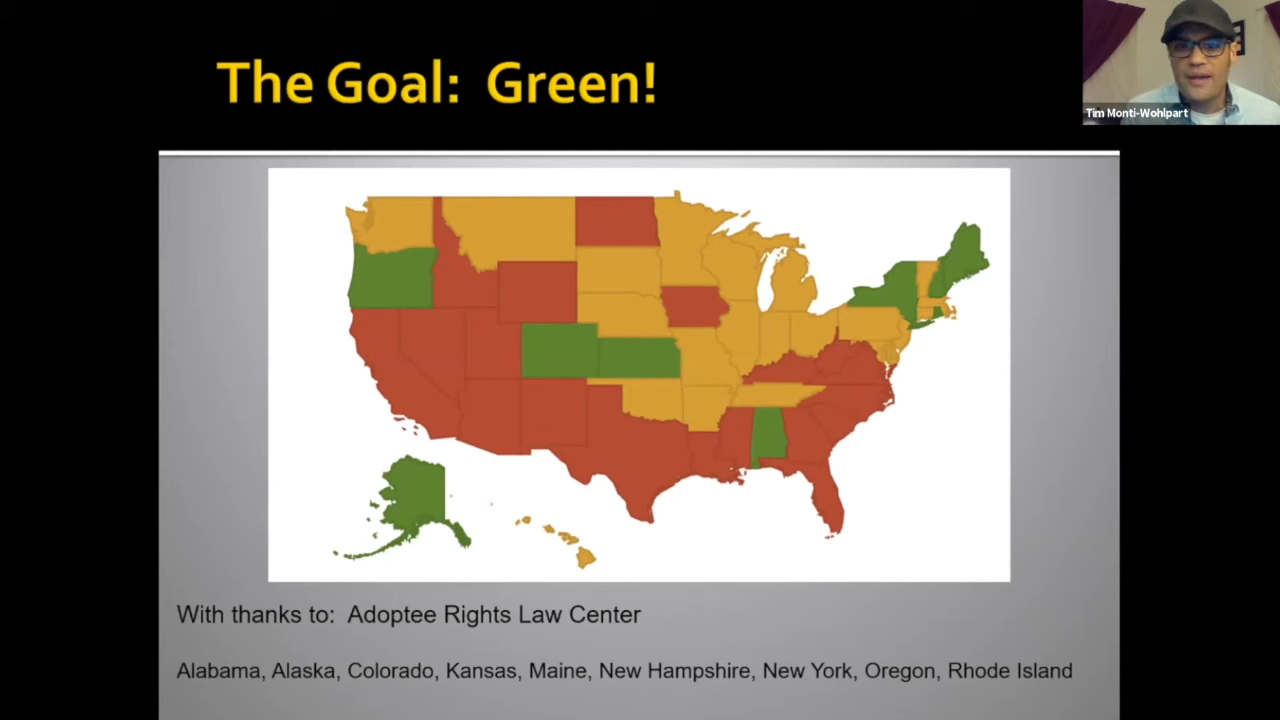 The Goal: Green!
Tim Monti-Wohlpart
With thanks to: Adoptee Rights Law Center
Alabama, Alaska, Colorado, Kansas, Maine, New Hampshire, New York, Oregon, Rhode Island